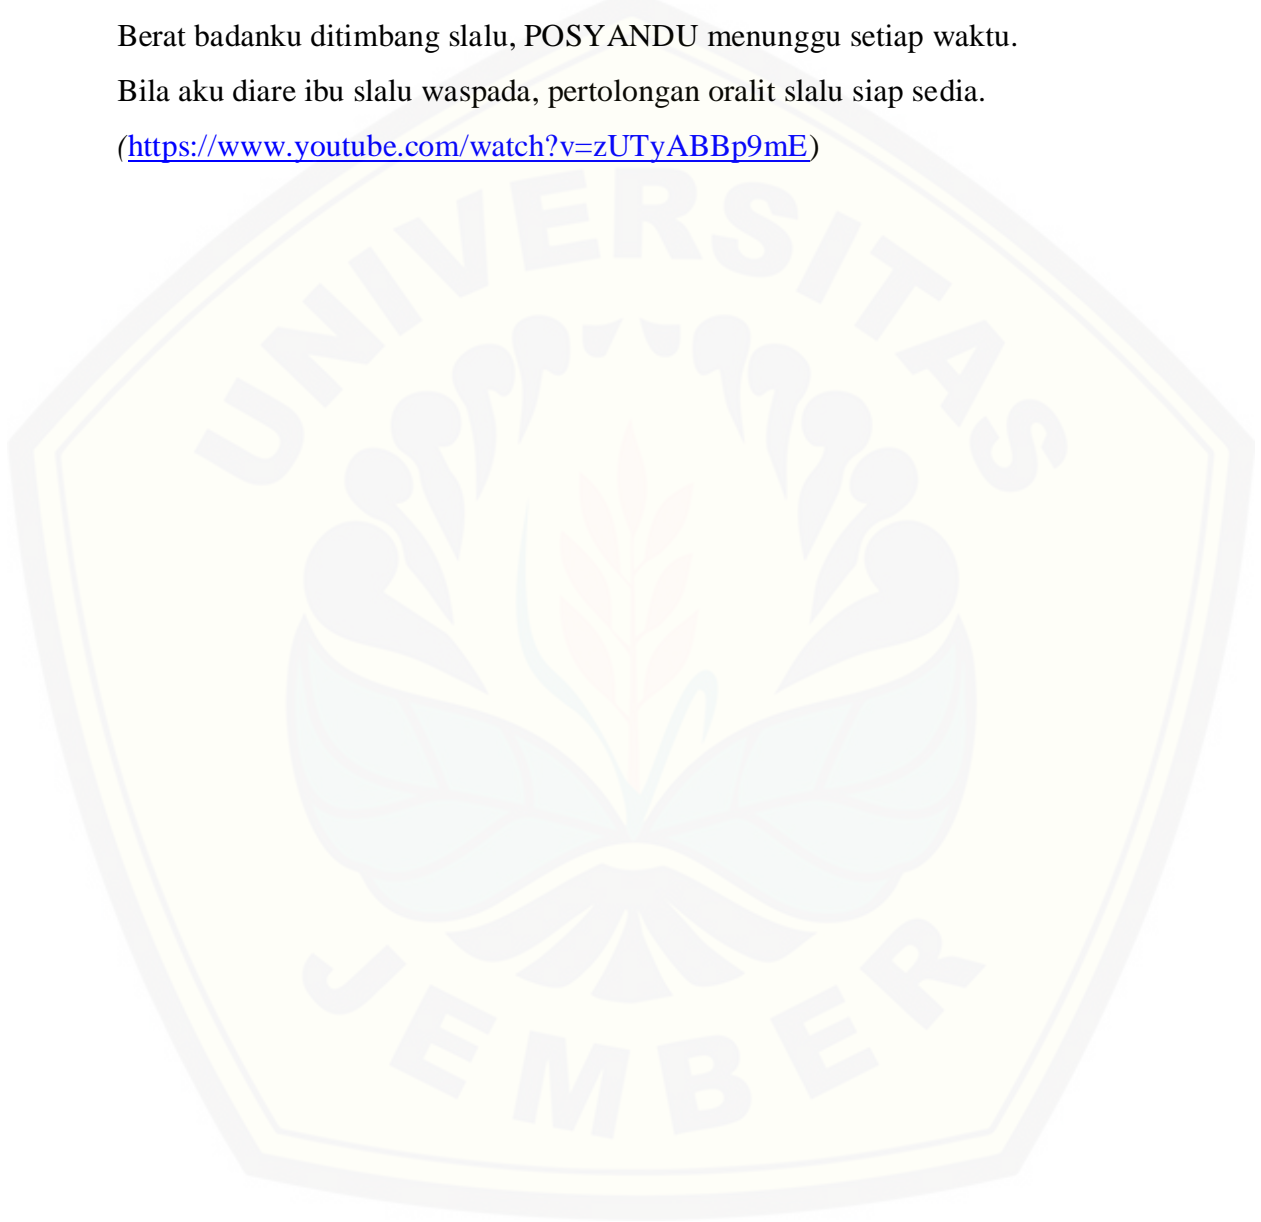 Berat badanku ditimbang slalu, POSYANDU menunggu setiap waktu.
Bila aku diare ibu slalu waspada, pertolongan oralit slalu siap sedia.
(https://www.youtube.com/watch?v=zUTyABBp9mE)
UNIVERSITAS
JEMBER